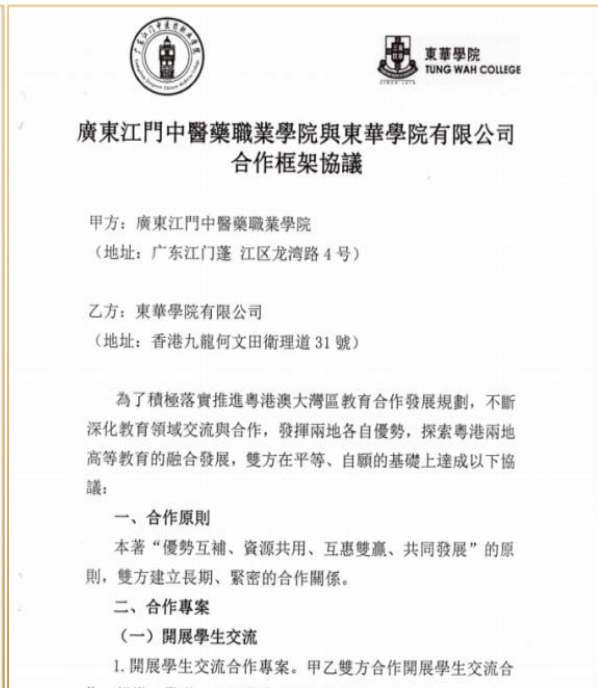 東華學院
TUNG WAH COLLEGE
廣東江門中醫藥職業學院與東華學院有限公司
合作框架協議
甲方：廣東江門中醫藥職業學院
（地址：广东江门蓬 江区龙湾路 4 号）
乙方：東華學院有限公司
（地址：香港九龍何文田衛理道 31 號）
為了積極落實推進粵港澳大灣區教育合作發展規劃，不斷
深化教育領域交流與合作，發揮兩地各自優勢，探索粵港兩地
高等教育的融合發展，雙方在平等、自願的基礎上達成以下協
議：
一、合作原則
本著“優勢互補、資源共用、互惠雙贏、共同發展”的原
則，雙方建立長期、緊密的合作關係。
二、合作專案
（一）開展學生交流
1. 開展學生交流合作專案。甲乙雙方合作開展學生交流合